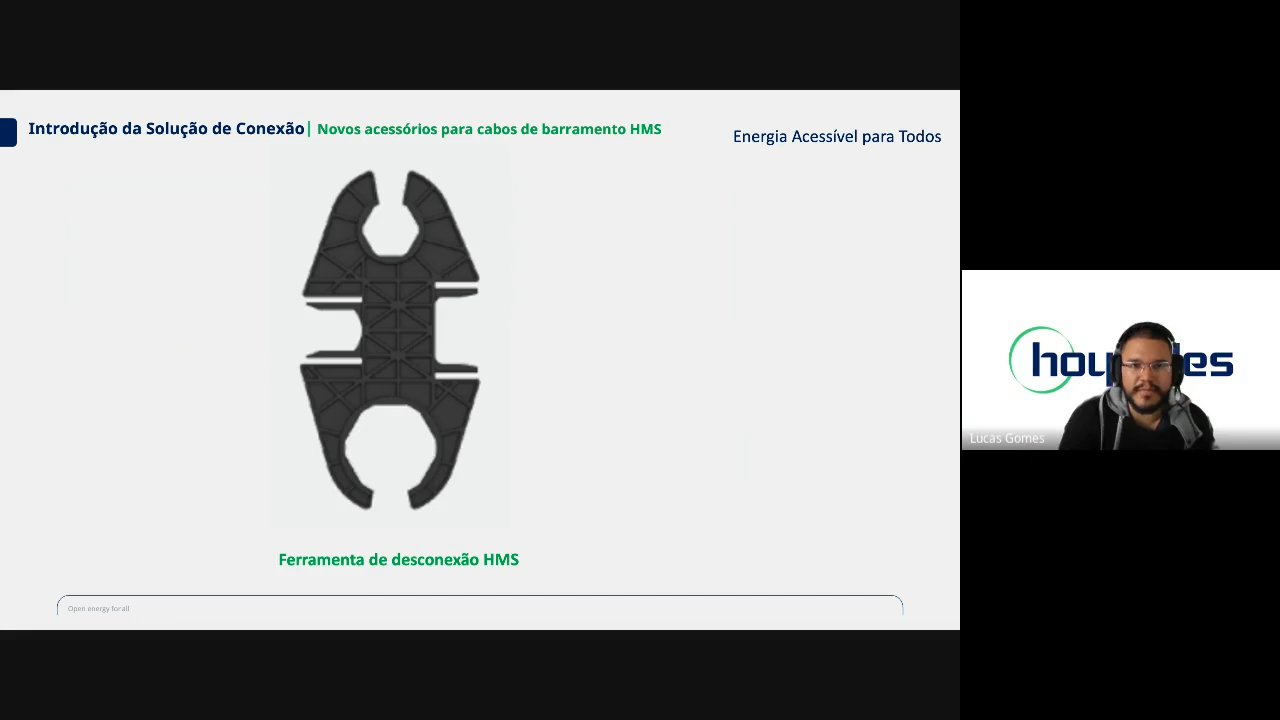 Introdução da Solução de Conexão| Novos acessórios para cabos de barramento HMS
Energia Acessível para Todos
Ferramenta de desconexão HMS
Open energy for all
Lucas Gomes